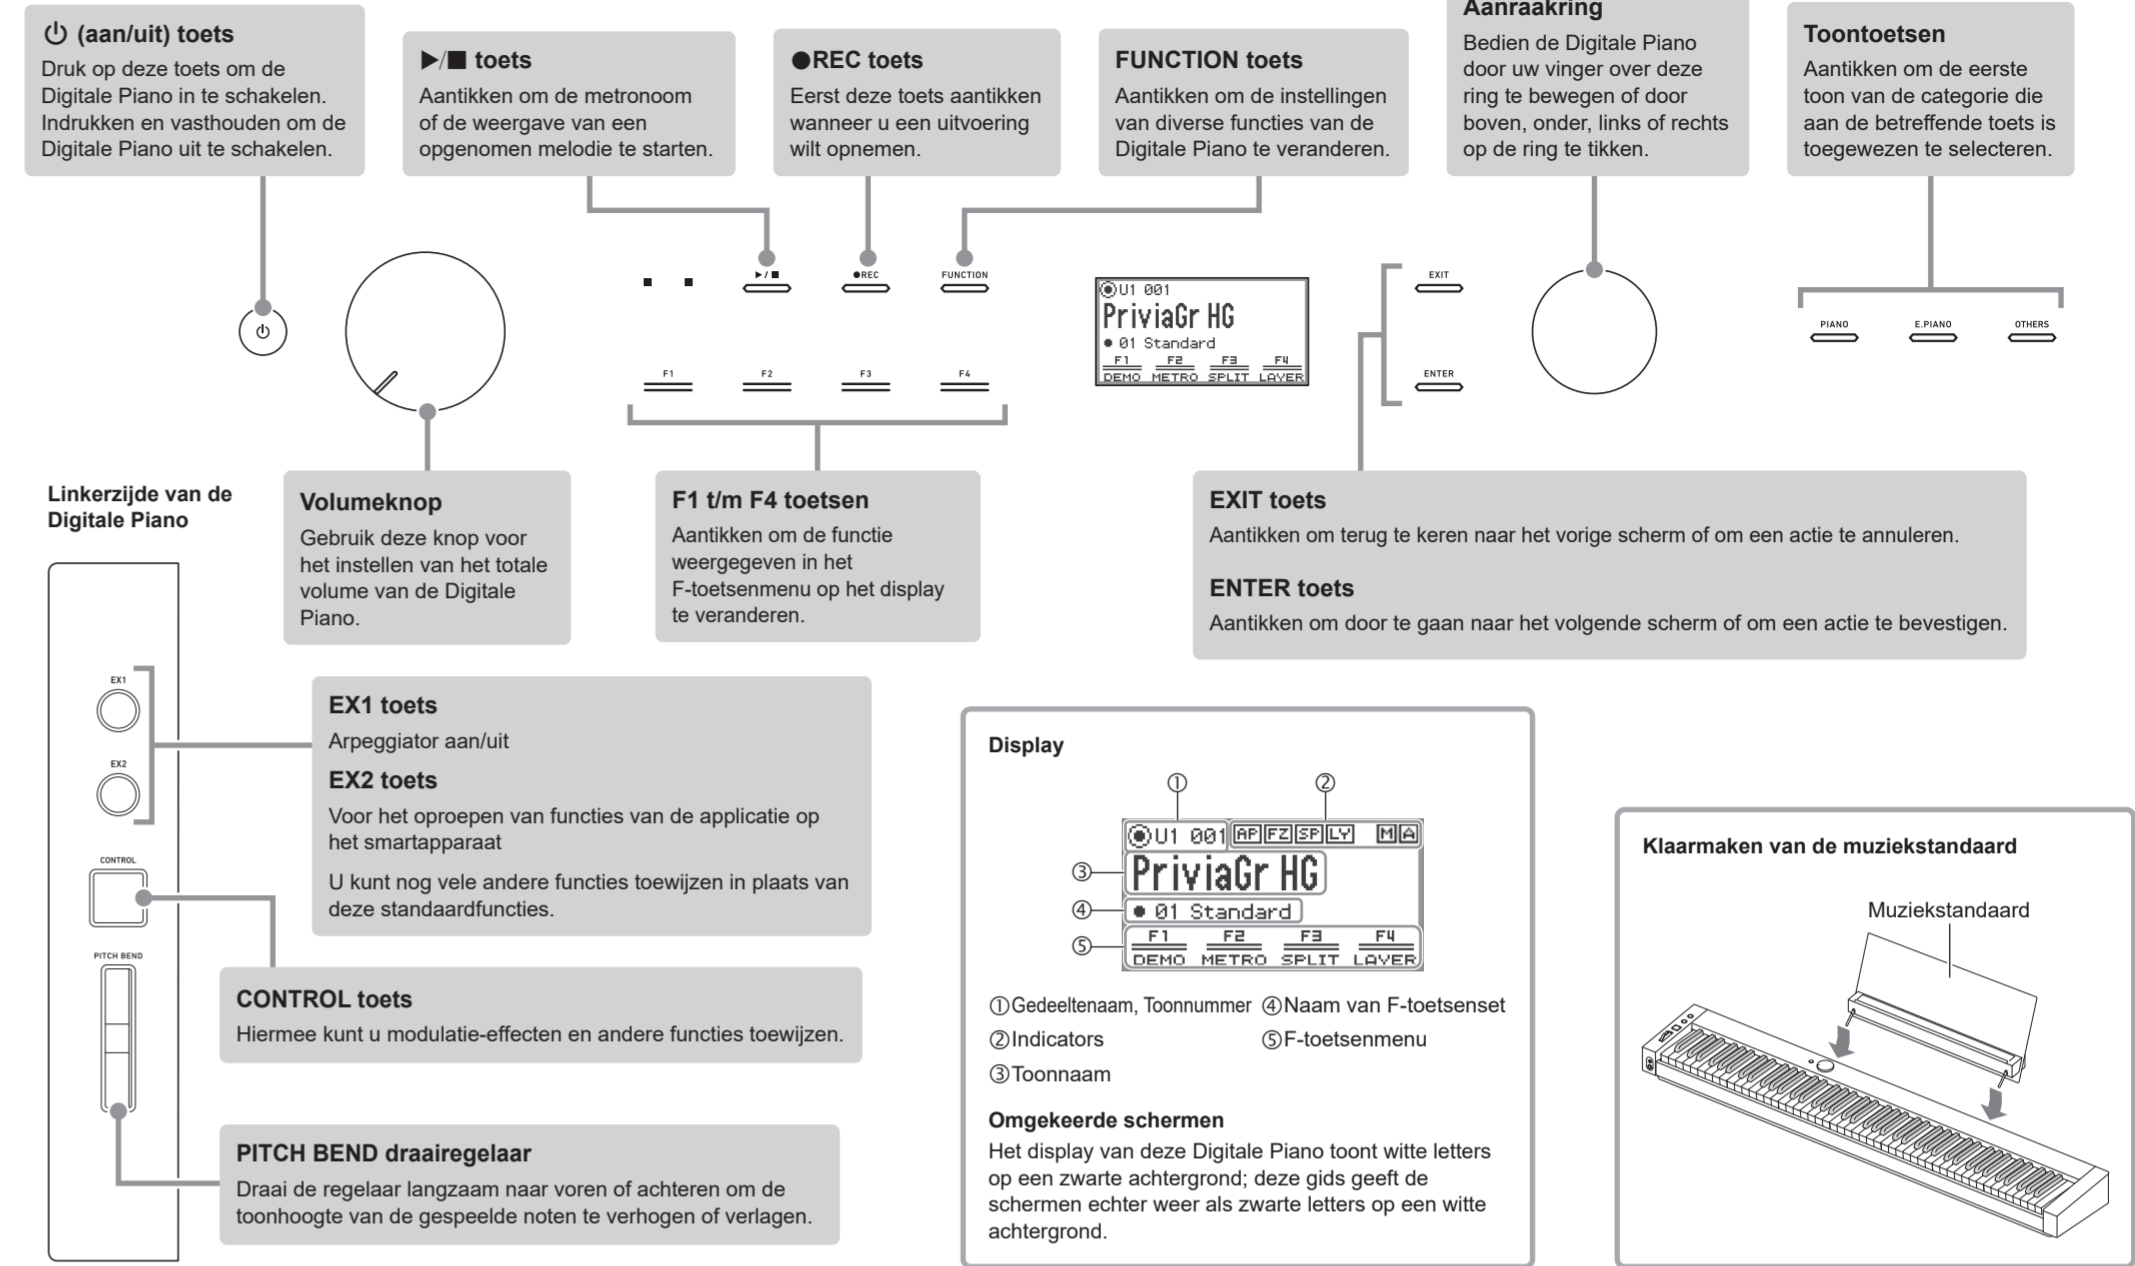 ⏻ (aan/uit) toets
Druk op deze toets om de
Digitale Piano in te schakelen.
Indrukken en vasthouden om de
Digitale Piano uit te schakelen.
▶/■ toets
Aantikken om de metronoom
of de weergave van een
opgenomen melodie te starten.
●REC toets
Eerst deze toets aantikken
wanneer u een uitvoering
wilt opnemen.
FUNCTION toets
Aantikken om de instellingen
van diverse functies van de
Digitale Piano te veranderen.
Aanraakring
Bedien de Digitale Piano
door uw vinger over deze
ring te bewegen of door
boven, onder, links of rechts
op de ring te tikken.
Toontoetsen
Aantikken om de eerste
toon van de categorie die
aan de betreffende toets is
toegewezen te selecteren.
▶/■
●REC
FUNCTION
U1 001
PriviaGr HG
● 01 Standard
F1 F2 F3 F4
DEMO METRO SPLIT LAYER
EXIT
ENTER
PIANO
E.PIANO
OTHERS
F1
F2
F3
F4
Linkerzijde van de
Digitale Piano
Volumeknop
Gebruik deze knop voor
het instellen van het totale
volume van de Digitale
Piano.
F1 t/m F4 toetsen
Aantikken om de functie
weergegeven in het
F-toetsenmenu op het display
te veranderen.
EXIT toets
Aantikken om terug te keren naar het vorige scherm of om een actie te annuleren.
ENTER toets
Aantikken om door te gaan naar het volgende scherm of om een actie te bevestigen.
EX1
EX2
CONTROL
PITCH BEND
EX1 toets
Arpeggiator aan/uit
EX2 toets
Voor het oproepen van functies van de applicatie op
het smartapparaat
U kunt nog vele andere functies toewijzen in plaats van
deze standaardfuncties.
CONTROL toets
Hiermee kunt u modulatie-effecten en andere functies toewijzen.
PITCH BEND draairegelaar
Draai de regelaar langzaam naar voren of achteren om de
toonhoogte van de gespeelde noten te verhogen of verlagen.
Display
① ②
U1 001 AP FZ SP LY M A
③ PriviaGr HG
④ ● 01 Standard
⑤ F1 F2 F3 F4
DEMO METRO SPLIT LAYER
①Gedeeltenaam, Toonnummer ④Naam van F-toetsenset
②Indicators ⑤F-toetsenmenu
③Toonnaam
Omgekeerde schermen
Het display van deze Digitale Piano toont witte letters
op een zwarte achtergrond; deze gids geeft de
schermen echter weer als zwarte letters op een witte
achtergrond.
Klaarmaken van de muziekstandaard
Muziekstandaard